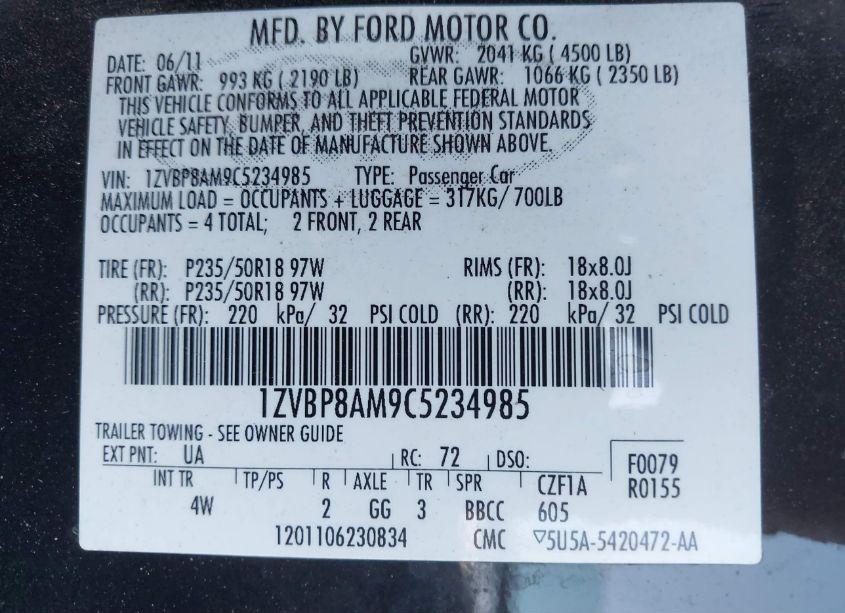 MFD. BY FORD MOTOR CO.
DATE: 06/11 GVWR: 2041 KG ( 4500 LB)
FRONT GAWR: 993 KG ( 2190 LB) REAR GAWR: 1066 KG ( 2350 LB)
THIS VEHICLE CONFORMS TO ALL APPLICABLE FEDERAL MOTOR
VEHICLE SAFETY, BUMPER, AND THEFT PREVENTION STANDARDS
IN EFFECT ON THE DATE OF MANUFACTURE SHOWN ABOVE.
VIN: 1ZVBP8AM9C5234985 TYPE: Passenger Car
MAXIMUM LOAD = OCCUPANTS + LUGGAGE = 317KG/ 700LB
OCCUPANTS = 4 TOTAL; 2 FRONT, 2 REAR
TIRE (FR): P235/50R18 97W RIMS (FR): 18x8.0J
(RR): P235/50R18 97W (RR): 18x8.0J
PRESSURE (FR): 220 kPa/ 32 PSI COLD (RR): 220 kPa/ 32 PSI COLD
1ZVBP8AM9C5234985
TRAILER TOWING - SEE OWNER GUIDE
EXT PNT: UA RC: 72 DSO: F0079
INT TR TP/PS R AXLE TR SPR CZF1A R0155
4W 2 GG 3 BBCC 605
1201106230834 CMC ▽5U5A-5420472-AA